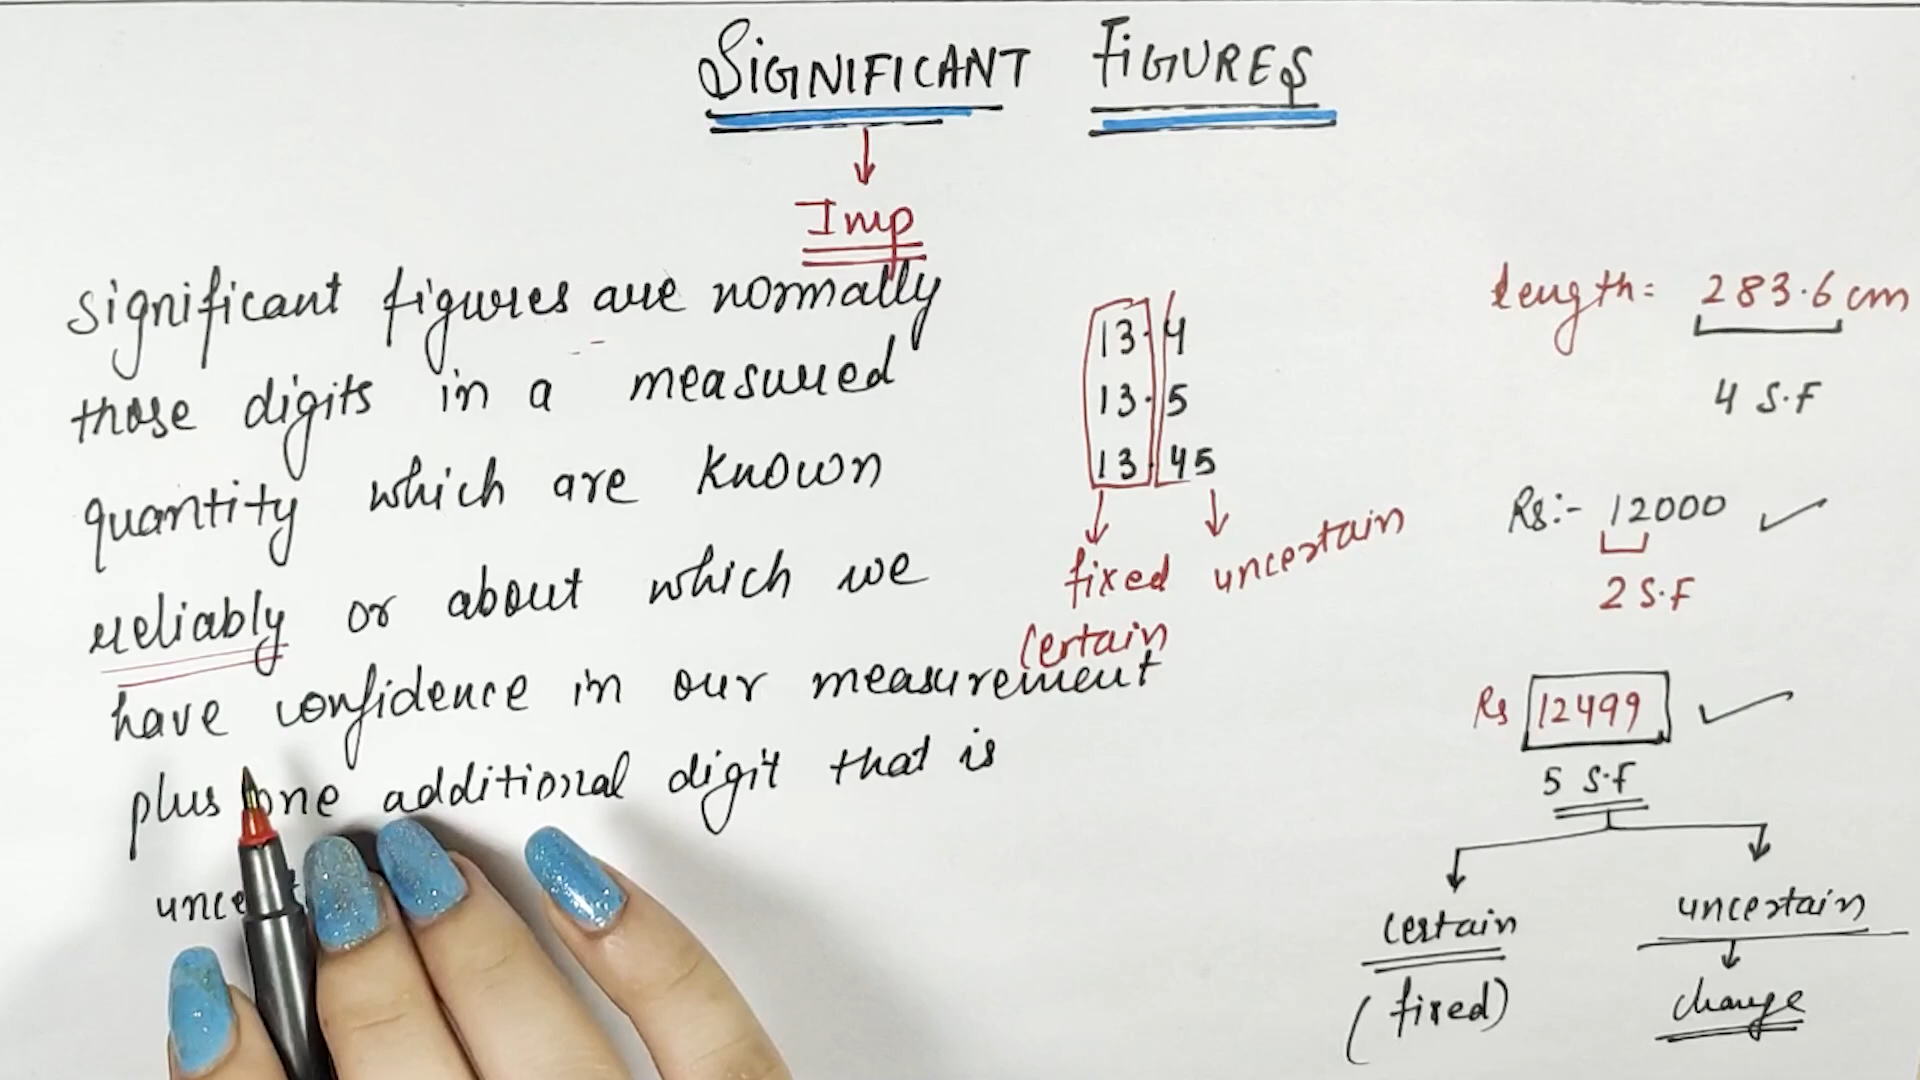 SIGNIFICANT FIGURES
Imp
significant figures are normally
those digits in a measured
quantity which are known
reliably or about which we
have confidence in our measurement
plus one additional digit that is
13.4
13.5
13.45
fixed uncertain
certain
length = 283.6 cm
4 S.F
Rs:- 12000
2 S.F
Rs 12499
5 S.F
certain
(fixed)
uncertain
change